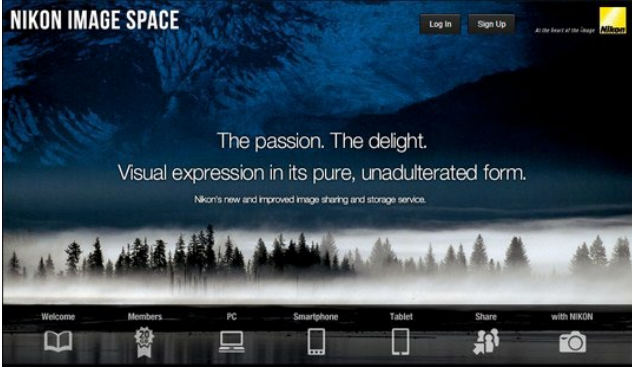 NIKON IMAGE SPACE
Log In
Sign Up
At the heart of the image
Nikon
The passion. The delight.
Visual expression in its pure, unadulterated form.
Nikon's new and improved image sharing and storage service.
Welcome
Members
PC
Smartphone
Tablet
Share
with NIKON
20